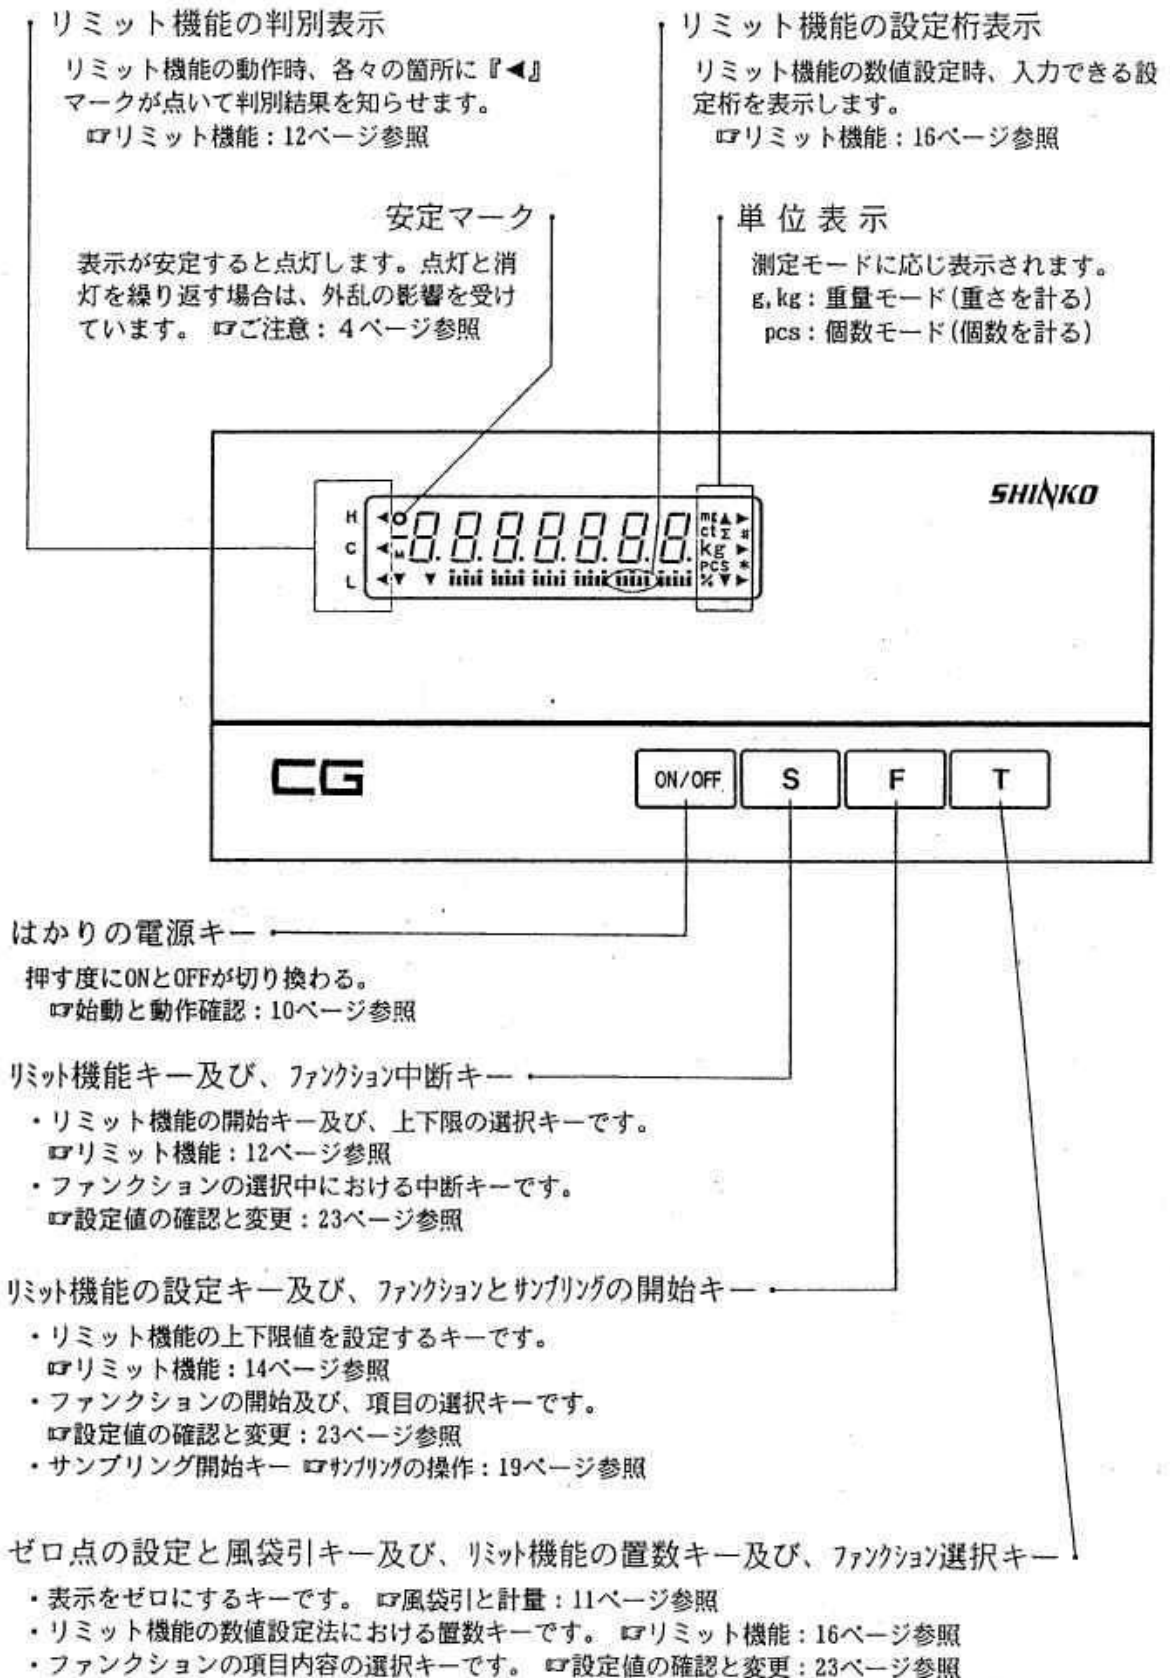 リミット機能の判別表示
リミット機能の動作時、各々の箇所に『◀』
マークが点いて判別結果を知らせます。
☞リミット機能：12ページ参照
リミット機能の設定桁表示
リミット機能の数値設定時、入力できる設
定桁を表示します。
☞リミット機能：16ページ参照
安定マーク
表示が安定すると点灯します。点灯と消
灯を繰り返す場合は、外乱の影響を受け
ています。 ☞ご注意：４ページ参照
単位表示
測定モードに応じ表示されます。
g,kg：重量モード(重さを計る)
pcs：個数モード(個数を計る)
SHINKO
H
C
L
M
8.8.8.8.8.8.8.
mg▲▶
ct Σ #
kg ▶
PCS *
% ▼▶
CG
ON/OFF
S
F
T
はかりの電源キー
押す度にONとOFFが切り換わる。
☞始動と動作確認：10ページ参照
ﾘﾐｯﾄ機能キー及び、ﾌｧﾝｸｼｮﾝ中断キー
・リミット機能の開始キー及び、上下限の選択キーです。
☞リミット機能：12ページ参照
・ファンクションの選択中における中断キーです。
☞設定値の確認と変更：23ページ参照
ﾘﾐｯﾄ機能の設定キー及び、ﾌｧﾝｸｼｮﾝとｻﾝﾌﾟﾘﾝｸﾞの開始キー
・リミット機能の上下限値を設定するキーです。
☞リミット機能：14ページ参照
・ファンクションの開始及び、項目の選択キーです。
☞設定値の確認と変更：23ページ参照
・サンプリング開始キー ☞ｻﾝﾌﾟﾘﾝｸﾞの操作：19ページ参照
ゼロ点の設定と風袋引キー及び、ﾘﾐｯﾄ機能の置数キー及び、ﾌｧﾝｸｼｮﾝ選択キー
・表示をゼロにするキーです。 ☞風袋引と計量：11ページ参照
・リミット機能の数値設定法における置数キーです。 ☞リミット機能：16ページ参照
・ファンクションの項目内容の選択キーです。 ☞設定値の確認と変更：23ページ参照